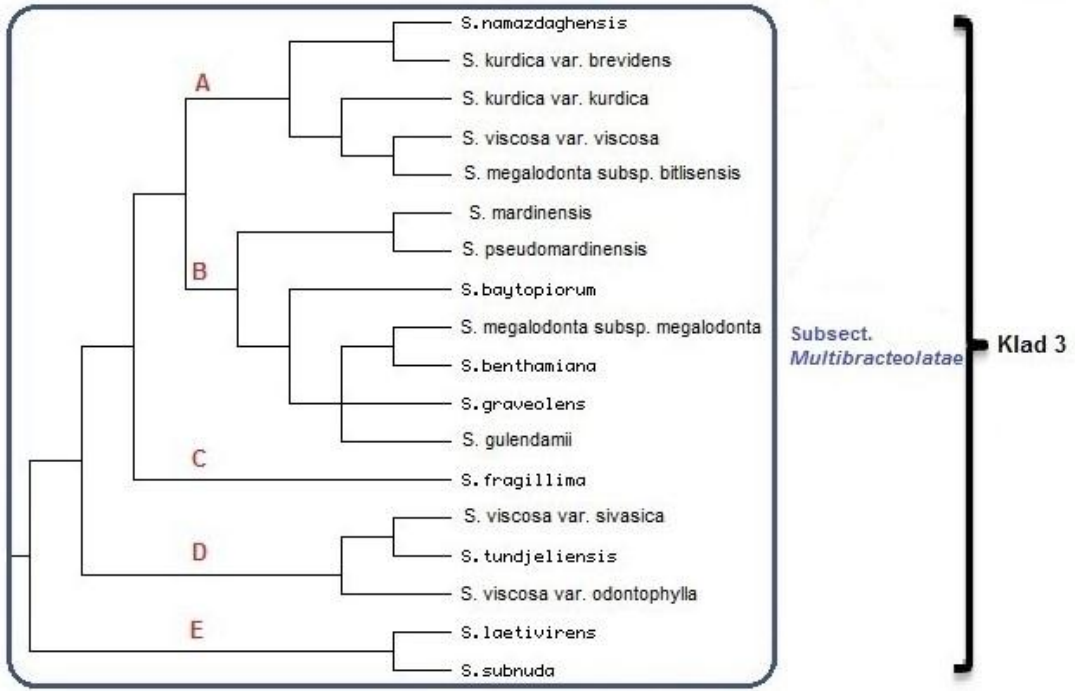 S.namazdaghensis
S. kurdica var. brevidens
A
S. kurdica var. kurdica
S. viscosa var. viscosa
S. megalodonta subsp. bitlisensis
S. mardinensis
S. pseudomardinensis
B
S.baytopiorum
S. megalodonta subsp. megalodonta
S.benthamiana
S.graveolens
S. gulendamii
C
S.fragillima
S. viscosa var. sivasica
D
S.tundjeliensis
S. viscosa var. odontophylla
E
S.laetivirens
S.subnuda
Subsect.
Multibracteolatae
Klad 3